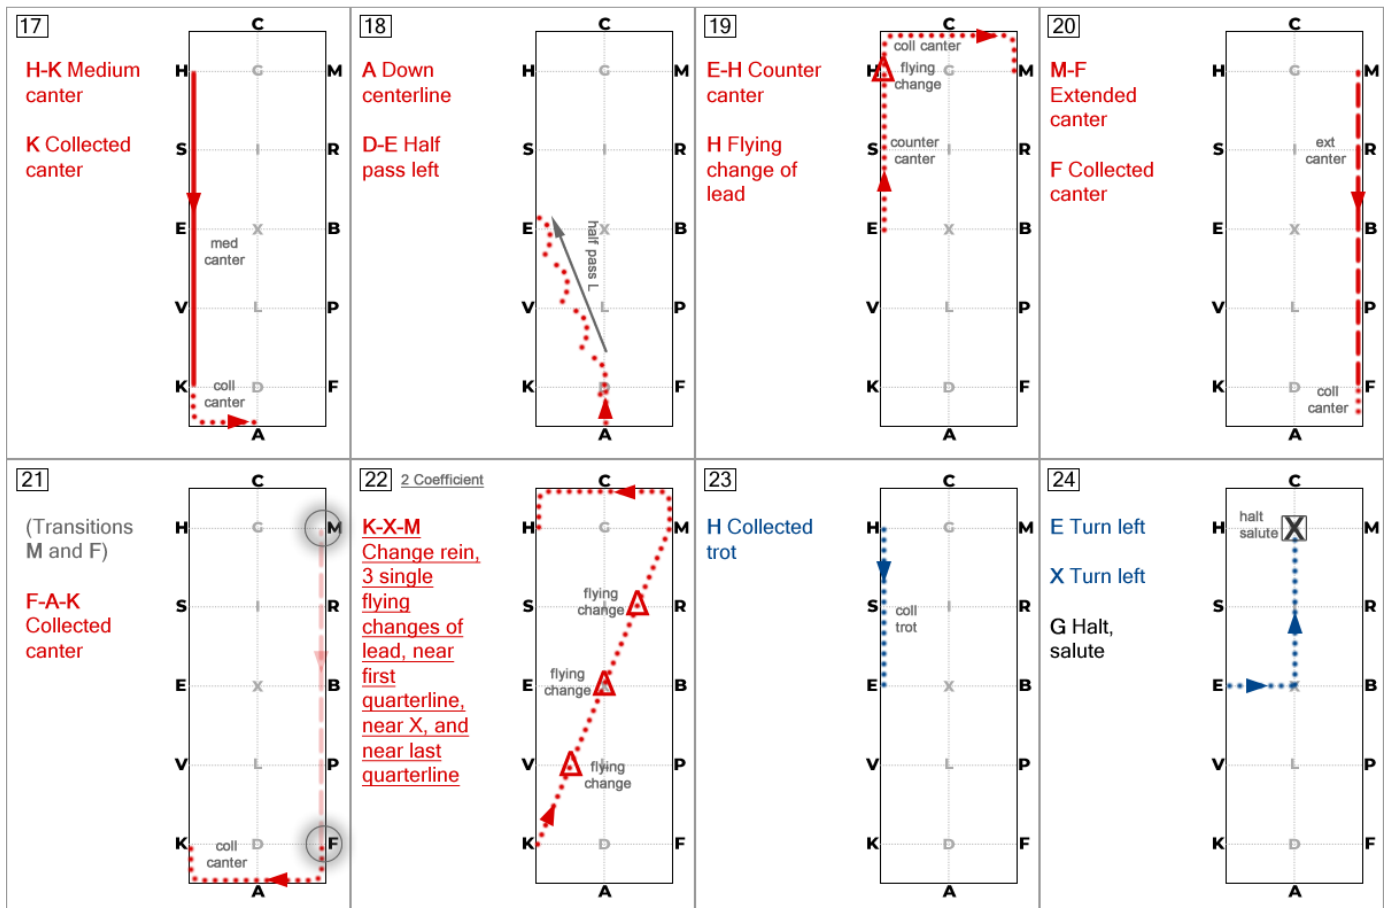 17
H-K Medium
canter
K Collected
canter
C
H G M
S I R
E X B
med
canter
V L P
K coll D F
canter
A
18
A Down
centerline
D-E Half
pass left
C
H G M
S I R
E X B
half pass L
V L P
K D F
A
19
E-H Counter
canter
H Flying
change of
lead
C
coll canter
H flying G M
change
S counter I R
canter
E X B
V L P
K D F
A
20
M-F
Extended
canter
F Collected
canter
C
H G M
S I ext R
canter
E X B
V L P
K D coll F
canter
A
21
(Transitions
M and F)
F-A-K
Collected
canter
C
H G M
S I R
E X B
V L P
K coll D F
canter
A
22 2 Coefficient
K-X-M
Change rein,
3 single
flying
changes of
lead, near
first
quarterline,
near X, and
near last
quarterline
C
H G M
S flying R
change
E flying B
change
V L flying P
change
K D F
A
23
H Collected
trot
C
H G M
S coll I R
trot
E X B
V L P
K D F
A
24
E Turn left
X Turn left
G Halt,
salute
C
H halt X M
salute
S R
E X B
V L P
K D F
A